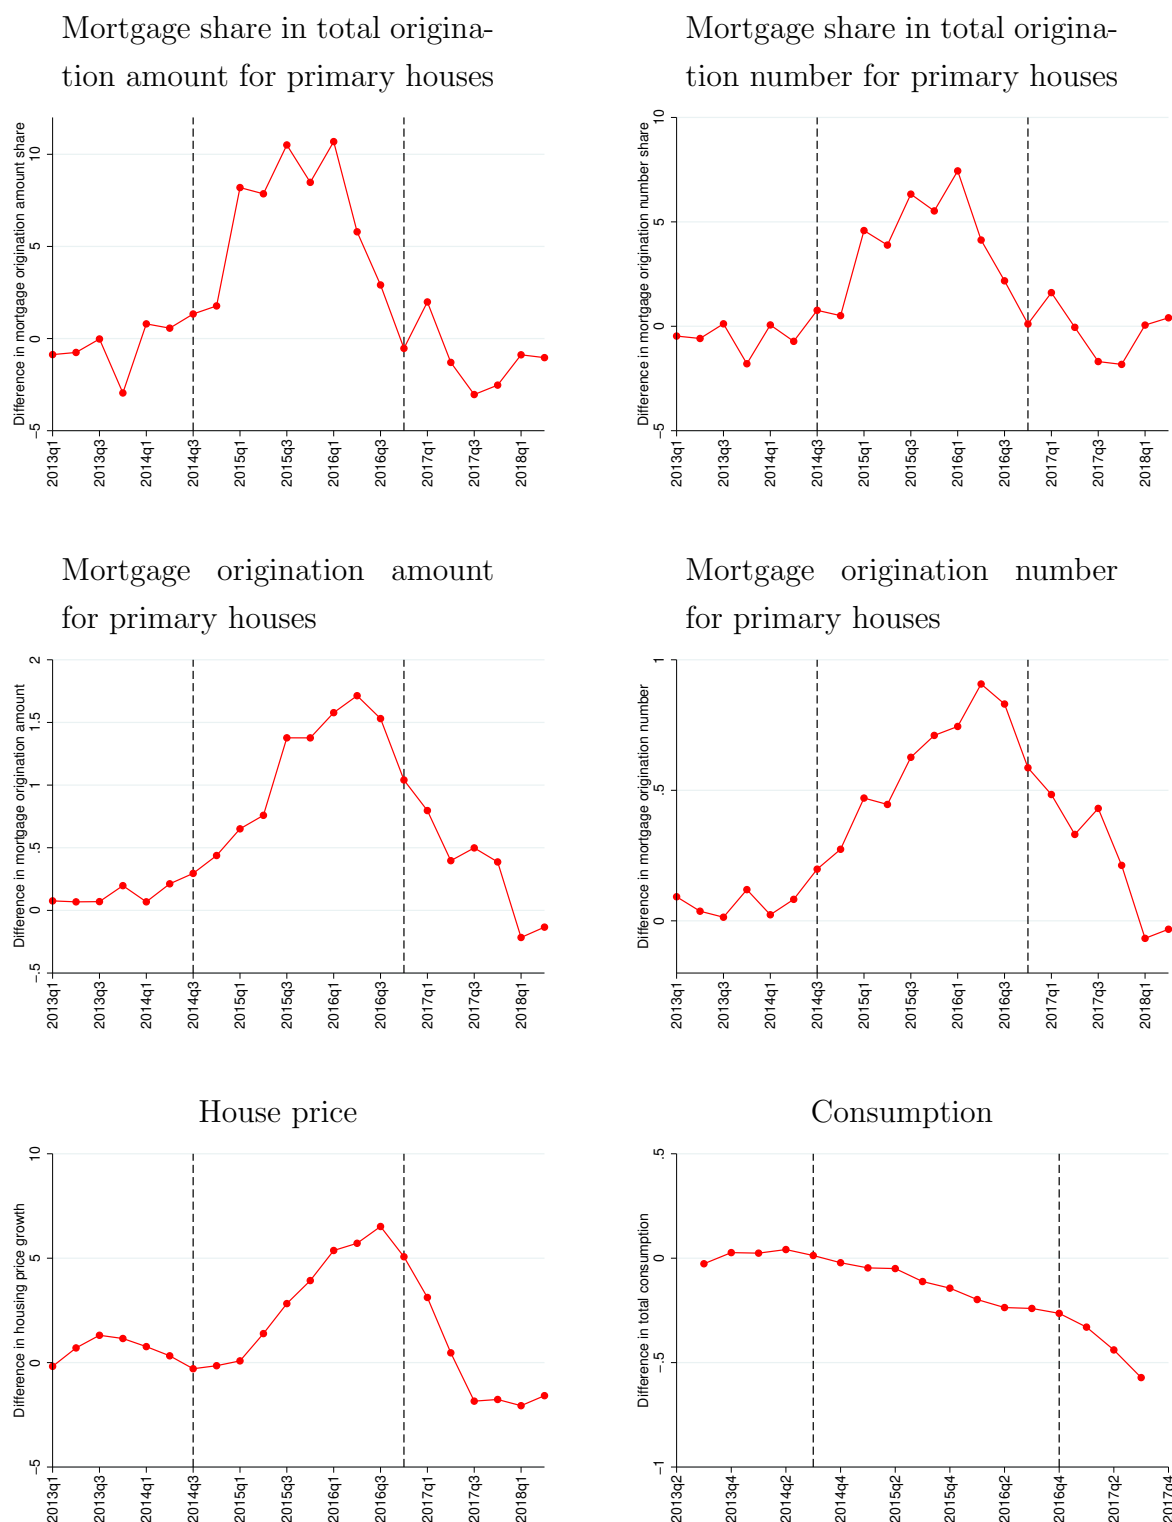 Mortgage share in total origina-
tion amount for primary houses
Difference in mortgage origination amount share
10
5
0
−5
2013q1
2013q3
2014q1
2014q3
2015q1
2015q3
2016q1
2016q3
2017q1
2017q3
2018q1
Mortgage share in total origina-
tion number for primary houses
Difference in mortgage origination number share
10
5
0
−5
2013q1
2013q3
2014q1
2014q3
2015q1
2015q3
2016q1
2016q3
2017q1
2017q3
2018q1
Mortgage origination amount
for primary houses
Difference in mortgage origination amount
2
1.5
1
.5
0
−.5
2013q1
2013q3
2014q1
2014q3
2015q1
2015q3
2016q1
2016q3
2017q1
2017q3
2018q1
Mortgage origination number
for primary houses
Difference in mortgage origination number
1
.5
0
2013q1
2013q3
2014q1
2014q3
2015q1
2015q3
2016q1
2016q3
2017q1
2017q3
2018q1
House price
Difference in housing price growth
10
5
0
−5
2013q1
2013q3
2014q1
2014q3
2015q1
2015q3
2016q1
2016q3
2017q1
2017q3
2018q1
Consumption
Difference in total consumption
.5
0
−.5
−1
2013q2
2013q4
2014q2
2014q4
2015q2
2015q4
2016q2
2016q4
2017q2
2017q4